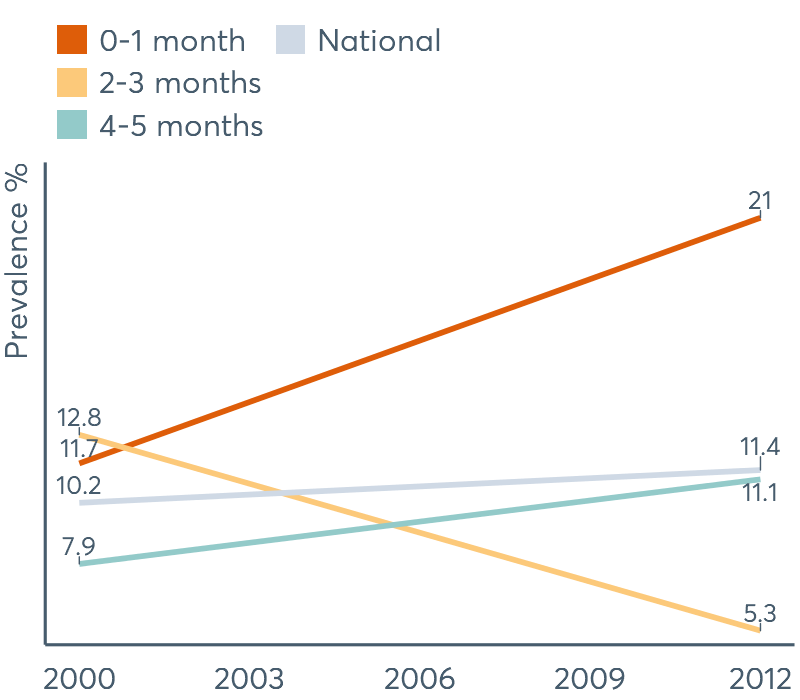 0-1 month National
2-3 months
4-5 months
Prevalence %
21
12.8
11.7
11.4
10.2
11.1
7.9
5.3
2000 2003 2006 2009 2012